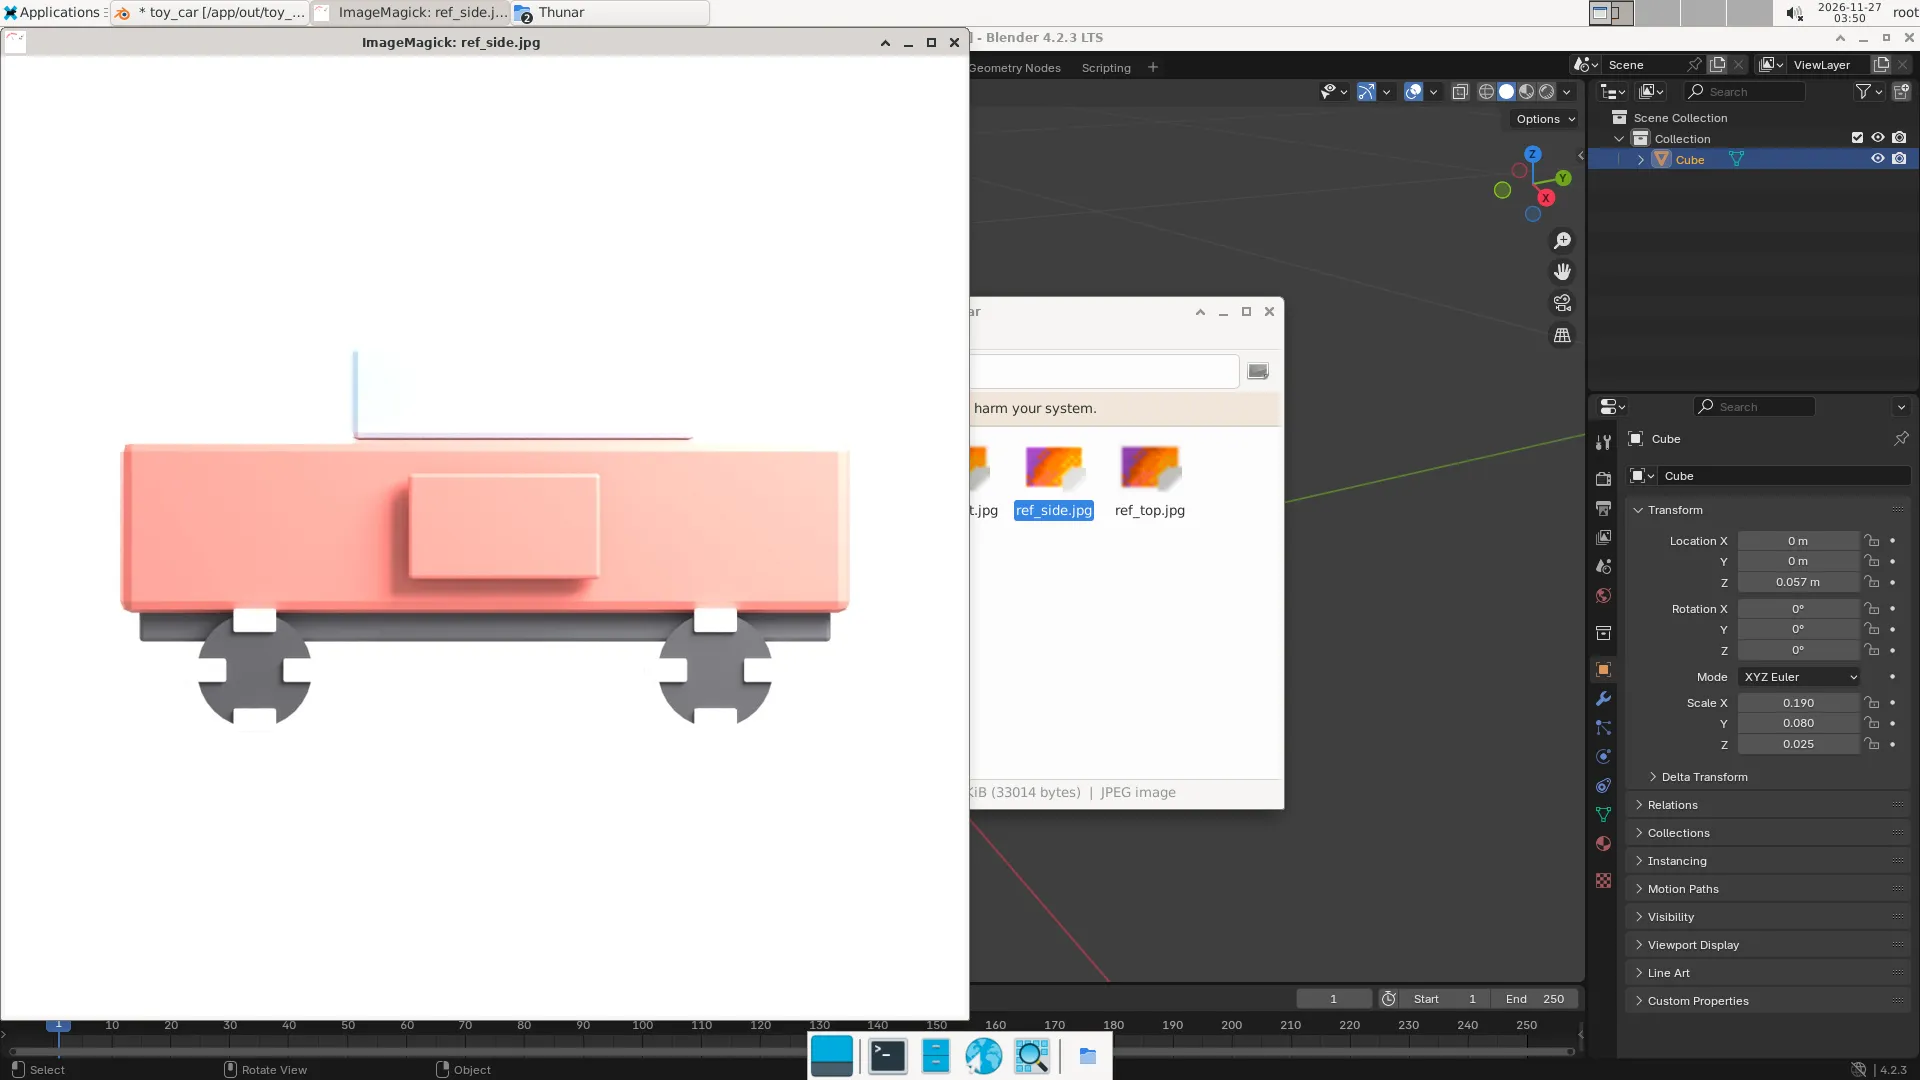 Applications
* toy_car [/app/out/toy_...
ImageMagick: ref_side.j...
2
Thunar
2026-11-27
03:50
root
ImageMagick: ref_side.jpg
- Blender 4.2.3 LTS
Geometry Nodes
Scripting
Scene
ViewLayer
Options
Search
Scene Collection
Collection
Cube
Z
Y
X
ar
harm your system.
t.jpg
ref_side.jpg
ref_top.jpg
KiB (33014 bytes) | JPEG image
Search
Cube
Cube
Transform
Location X 0 m
Y 0 m
Z 0.057 m
Rotation X 0°
Y 0°
Z 0°
Mode XYZ Euler
Scale X 0.190
Y 0.080
Z 0.025
Delta Transform
Relations
Collections
Instancing
Motion Paths
Visibility
Viewport Display
Line Art
Custom Properties
1
Start 1
End 250
1 10 20 30 40 50 60 70 80 90 100 110 120 130 140 150 160 170 180 190 200 210 220 230 240 250
Select
Rotate View
Object
4.2.3